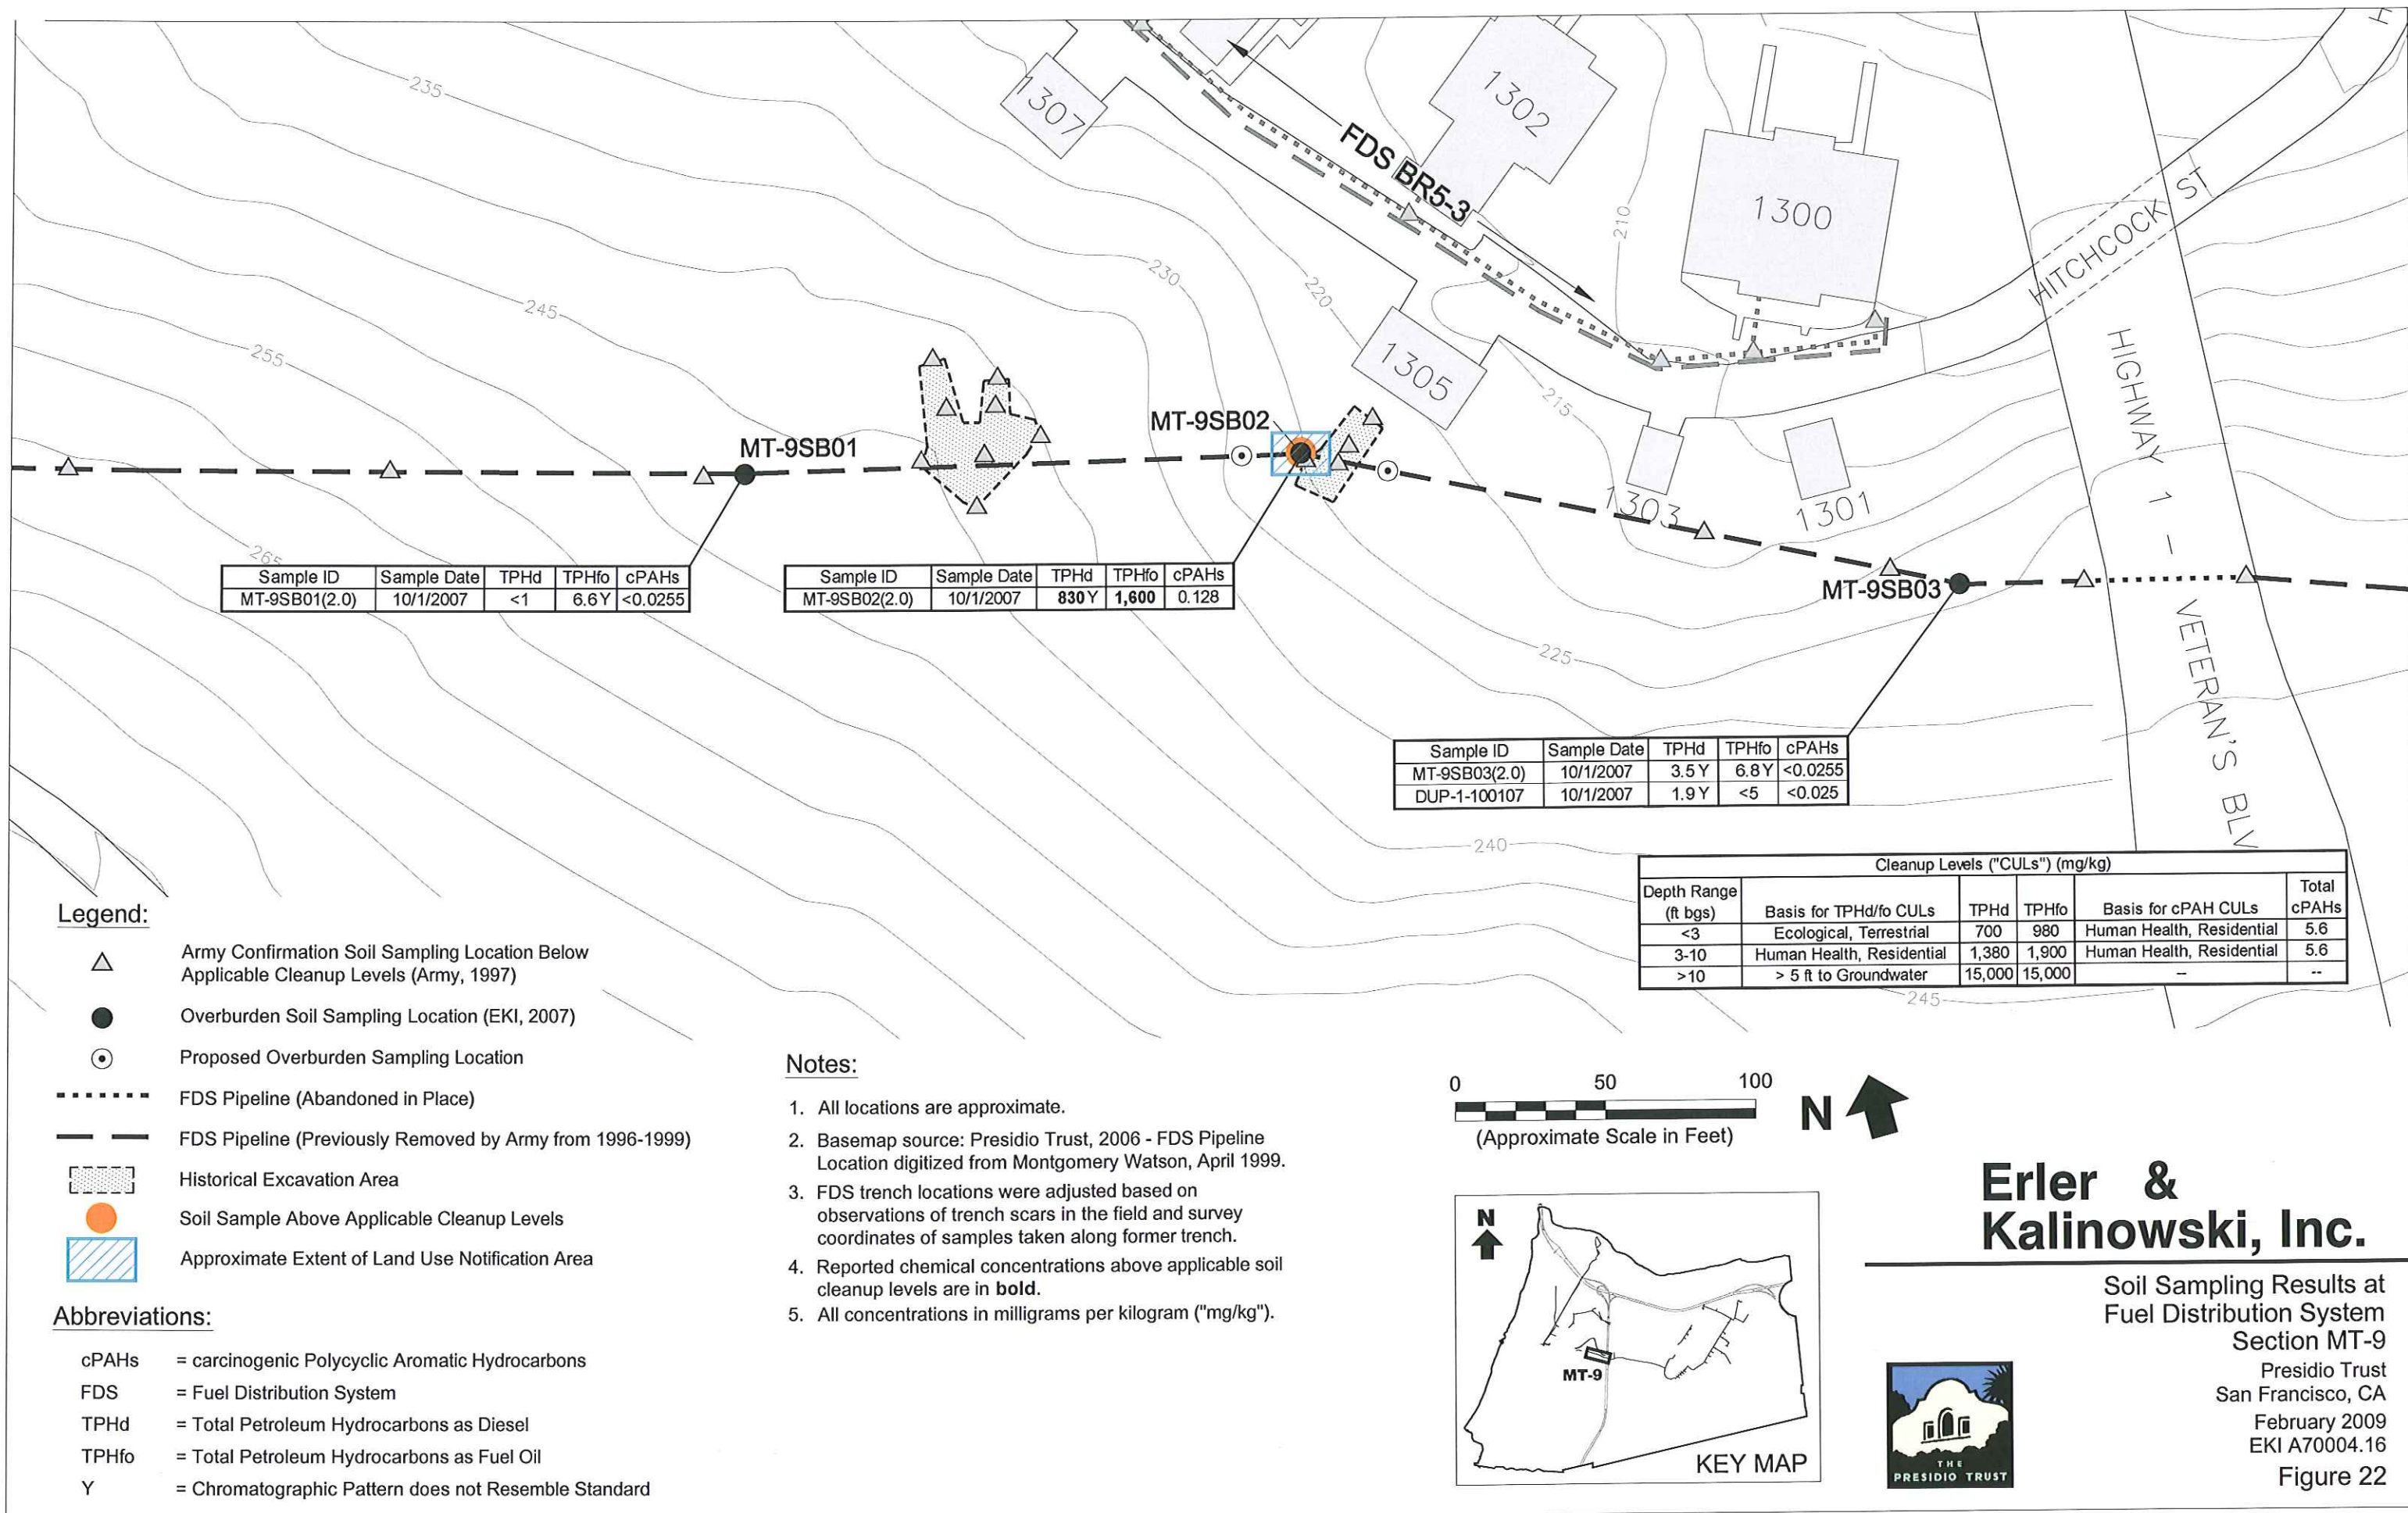 235
1307
1302
FDS BR5-3
1300
210
HITCHCOCK ST
H
230
220
245
255
1305
215
MT-9SB01
MT-9SB02
1303
1301
HIGHWAY 1 - VETERAN'S BLV
265
MT-9SB03
225
Sample ID Sample Date TPHd TPHfo cPAHs
MT-9SB01(2.0) 10/1/2007 <1 6.6Y <0.0255
Sample ID Sample Date TPHd TPHfo cPAHs
MT-9SB02(2.0) 10/1/2007 830Y 1,600 0.128
Sample ID Sample Date TPHd TPHfo cPAHs
MT-9SB03(2.0) 10/1/2007 3.5Y 6.8Y <0.0255
DUP-1-100107 10/1/2007 1.9Y <5 <0.025
240
Cleanup Levels ("CULs") (mg/kg)
Depth Range (ft bgs) Basis for TPHd/fo CULs TPHd TPHfo Basis for cPAH CULs Total cPAHs
<3 Ecological, Terrestrial 700 980 Human Health, Residential 5.6
3-10 Human Health, Residential 1,380 1,900 Human Health, Residential 5.6
>10 > 5 ft to Groundwater 15,000 15,000 – --
245
Legend:
Army Confirmation Soil Sampling Location Below
Applicable Cleanup Levels (Army, 1997)
Overburden Soil Sampling Location (EKI, 2007)
Proposed Overburden Sampling Location
FDS Pipeline (Abandoned in Place)
FDS Pipeline (Previously Removed by Army from 1996-1999)
Historical Excavation Area
Soil Sample Above Applicable Cleanup Levels
Approximate Extent of Land Use Notification Area
Abbreviations:
cPAHs = carcinogenic Polycyclic Aromatic Hydrocarbons
FDS = Fuel Distribution System
TPHd = Total Petroleum Hydrocarbons as Diesel
TPHfo = Total Petroleum Hydrocarbons as Fuel Oil
Y = Chromatographic Pattern does not Resemble Standard
Notes:
1. All locations are approximate.
2. Basemap source: Presidio Trust, 2006 - FDS Pipeline
Location digitized from Montgomery Watson, April 1999.
3. FDS trench locations were adjusted based on
observations of trench scars in the field and survey
coordinates of samples taken along former trench.
4. Reported chemical concentrations above applicable soil
cleanup levels are in bold.
5. All concentrations in milligrams per kilogram ("mg/kg").
0 50 100
(Approximate Scale in Feet)
N
N
MT-9
KEY MAP
Erler &
Kalinowski, Inc.
Soil Sampling Results at
Fuel Distribution System
Section MT-9
Presidio Trust
San Francisco, CA
February 2009
EKI A70004.16
Figure 22
THE
PRESIDIO TRUST